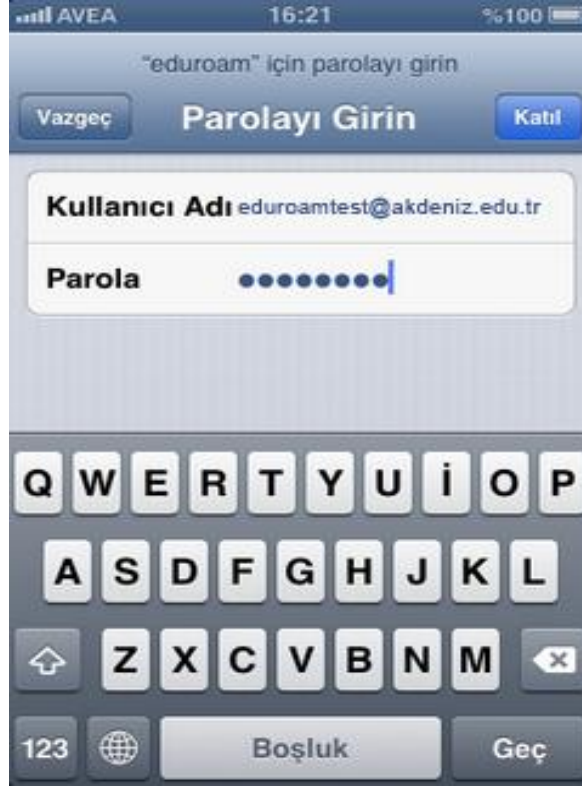 AVEA 16:21 %100
“eduroam” için parolayı girin
Vazgeç Parolayı Girin Katıl
Kullanıcı Adı eduroamtest@akdeniz.edu.tr
Parola ••••••••
Q W E R T Y U İ O P
A S D F G H J K L
Z X C V B N M
123 Boşluk Geç